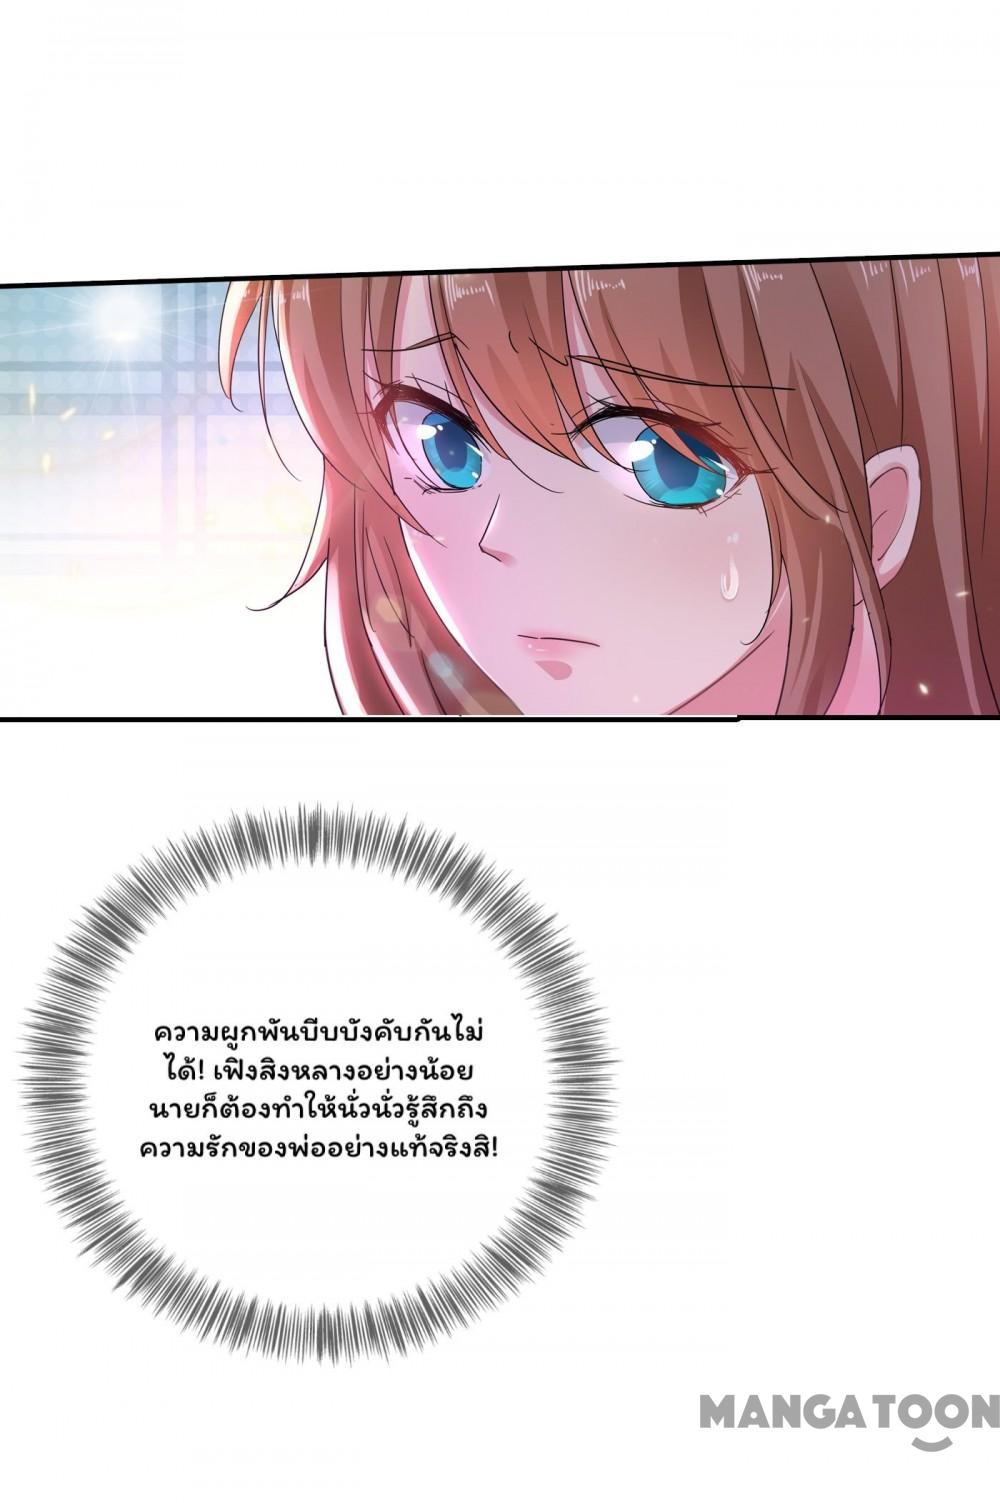 ความผูกพันบีบบังคับกันไม่
ได้! เฟิงสิงหลางอย่างน้อย
นายก็ต้องทำให้นั่วนั่วรู้สึกถึง
ความรักของพ่ออย่างแท้จริงสิ!
MANGATOON